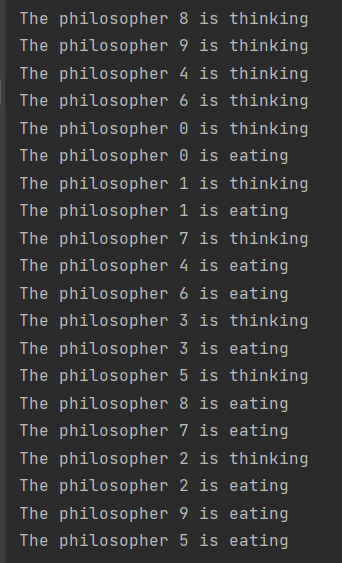 The philosopher 8 is thinking
The philosopher 9 is thinking
The philosopher 4 is thinking
The philosopher 6 is thinking
The philosopher 0 is thinking
The philosopher 0 is eating
The philosopher 1 is thinking
The philosopher 1 is eating
The philosopher 7 is thinking
The philosopher 4 is eating
The philosopher 6 is eating
The philosopher 3 is thinking
The philosopher 3 is eating
The philosopher 5 is thinking
The philosopher 8 is eating
The philosopher 7 is eating
The philosopher 2 is thinking
The philosopher 2 is eating
The philosopher 9 is eating
The philosopher 5 is eating